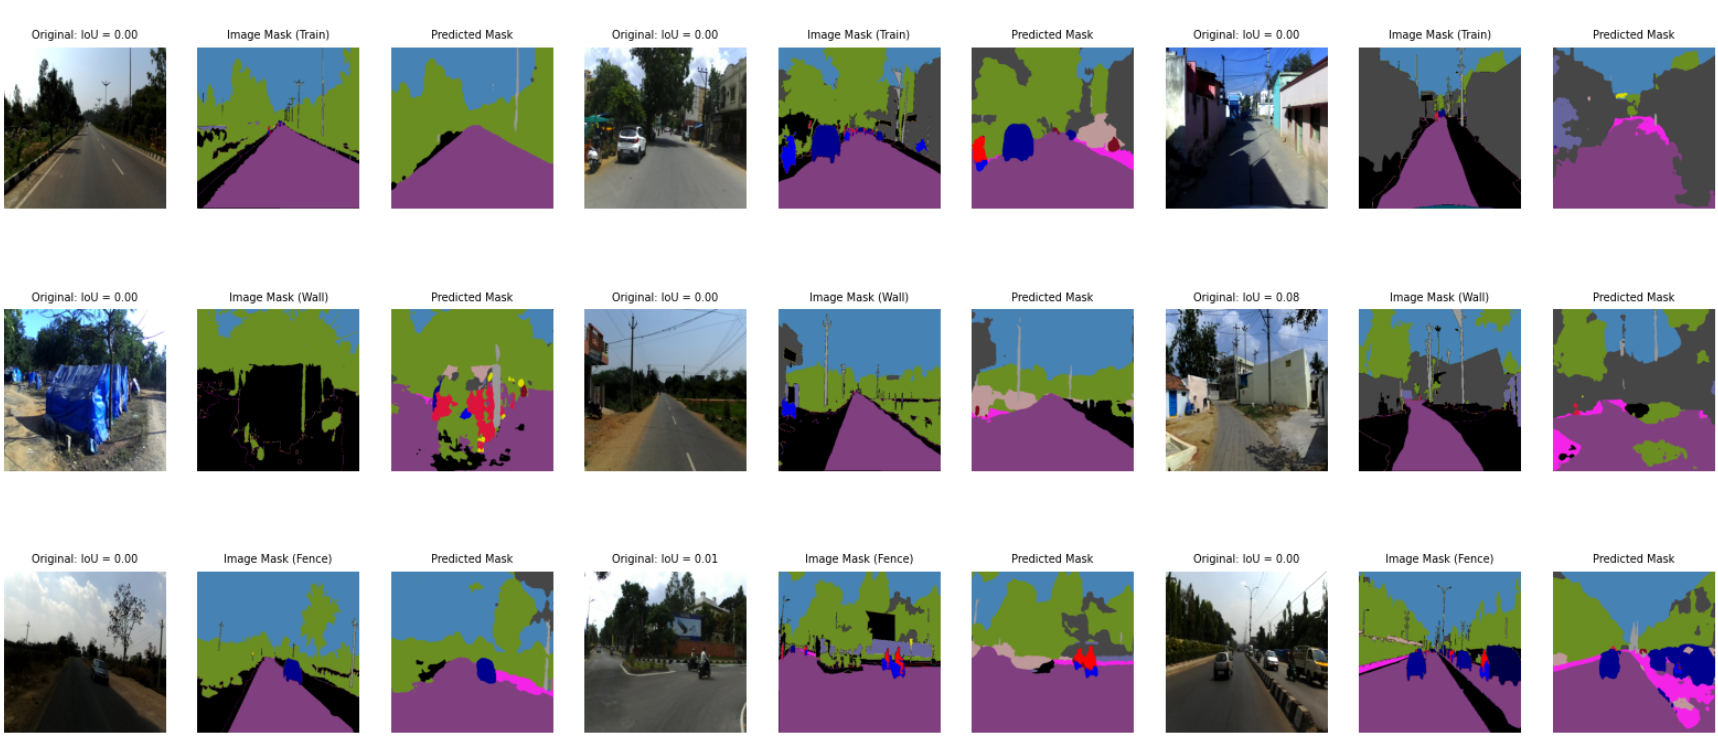 Original: IoU = 0.00 Image Mask (Train) Predicted Mask Original: IoU = 0.00 Image Mask (Train) Predicted Mask Original: IoU = 0.00 Image Mask (Train) Predicted Mask
Original: IoU = 0.00 Image Mask (Wall) Predicted Mask Original: IoU = 0.00 Image Mask (Wall) Predicted Mask Original: IoU = 0.08 Image Mask (Wall) Predicted Mask
Original: IoU = 0.00 Image Mask (Fence) Predicted Mask Original: IoU = 0.01 Image Mask (Fence) Predicted Mask Original: IoU = 0.00 Image Mask (Fence) Predicted Mask